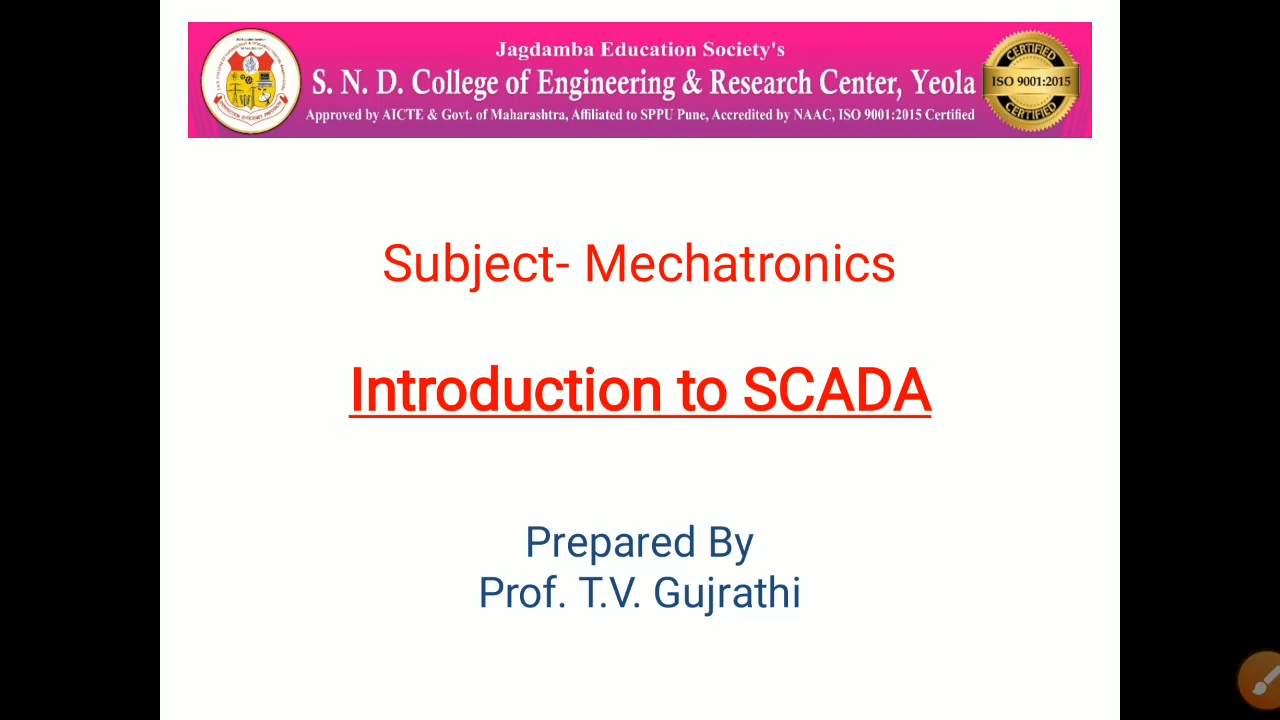 Jagdamba Education Society's
S. N. D. College of Engineering & Research Center, Yeola
Approved by AICTE & Govt. of Maharashtra, Affiliated to SPPU Pune, Accredited by NAAC, ISO 9001:2015 Certified
CERTIFIED
ISO 9001:2015
CERTIFIED
Subject- Mechatronics
Introduction to SCADA
Prepared By
Prof. T.V. Gujrathi